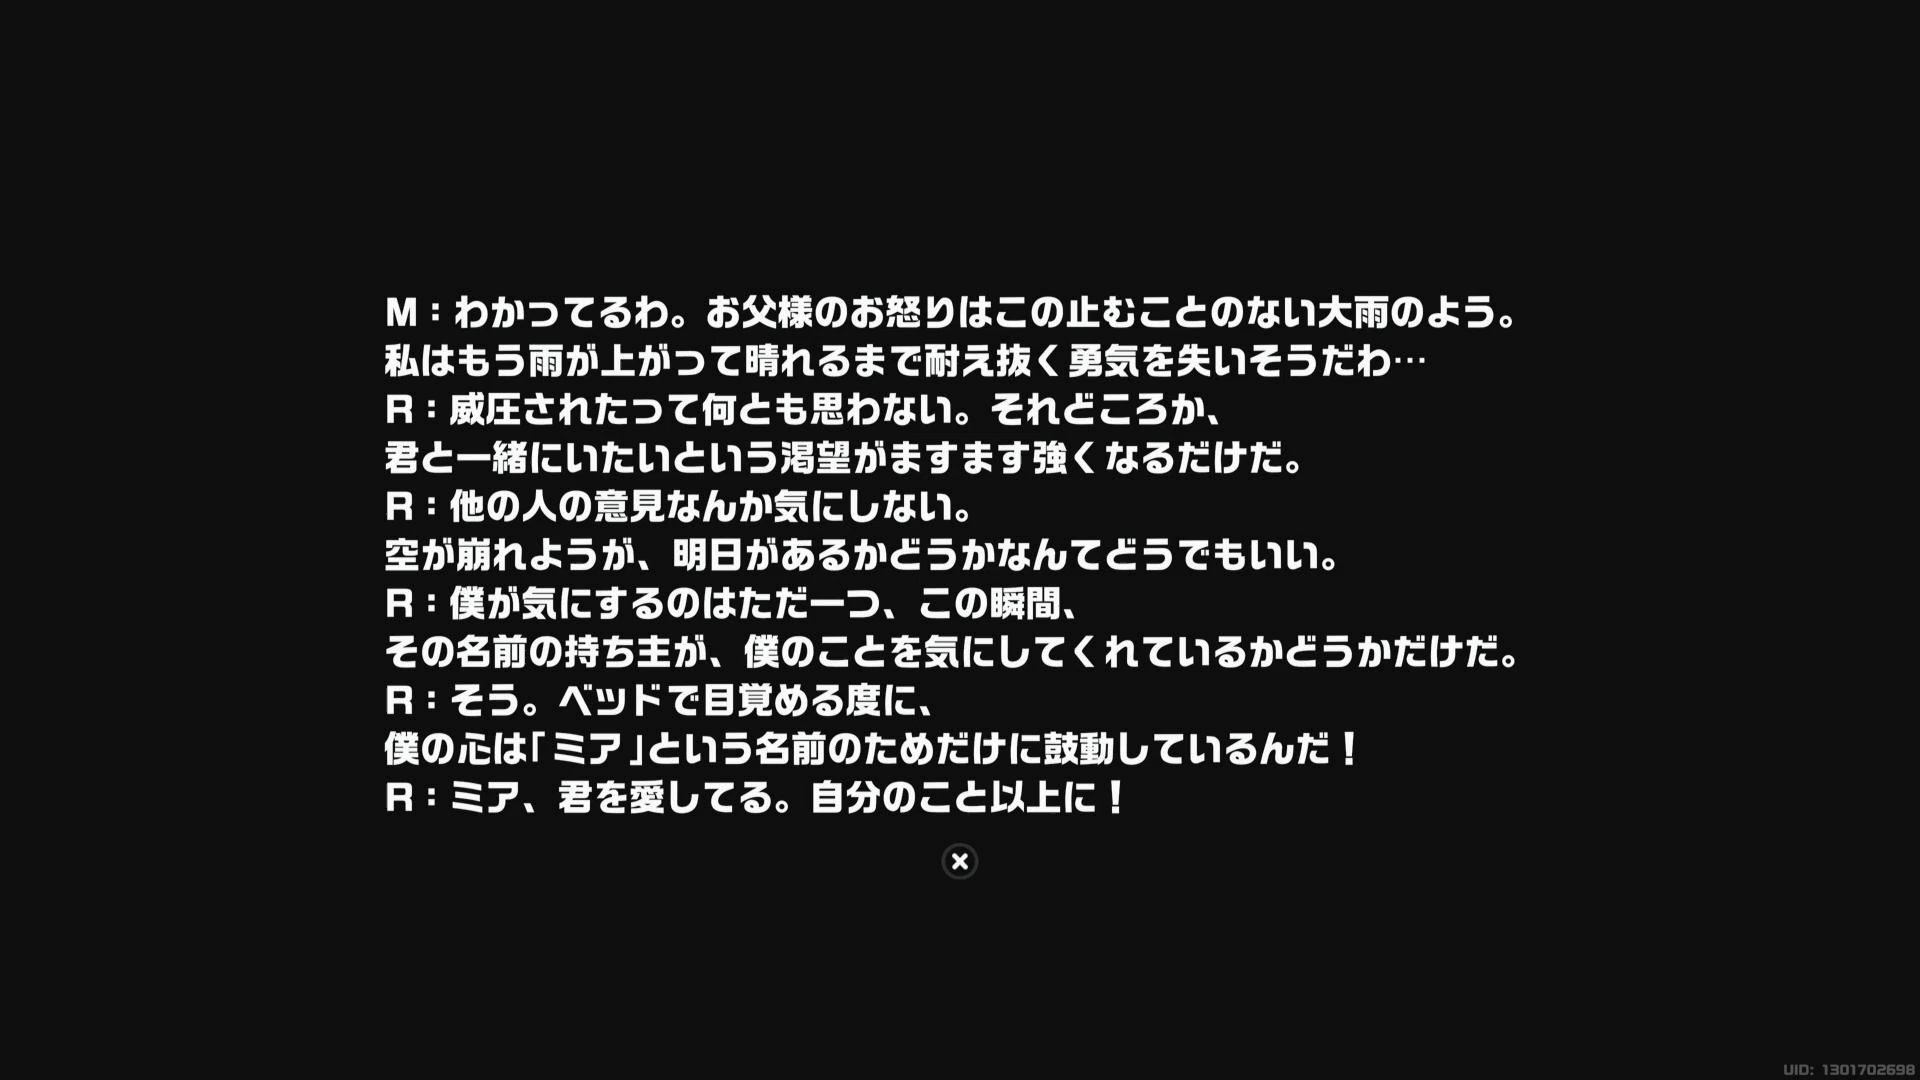 M：わかってるわ。お父様のお怒りはこの止むことのない大雨のよう。
私はもう雨が上がって晴れるまで耐え抜く勇気を失いそうだわ…
R：威圧されたって何とも思わない。それどころか、
君と一緒にいたいという渇望がますます強くなるだけだ。
R：他の人の意見なんか気にしない。
空が崩れようが、明日があるかどうかなんてどうでもいい。
R：僕が気にするのはただ一つ、この瞬間、
その名前の持ち主が、僕のことを気にしてくれているかどうかだけだ。
R：そう。ベッドで目覚める度に、
僕の心は「ミア」という名前のためだけに鼓動しているんだ！
R：ミア、君を愛してる。自分のこと以上に！
UID: 1301702698